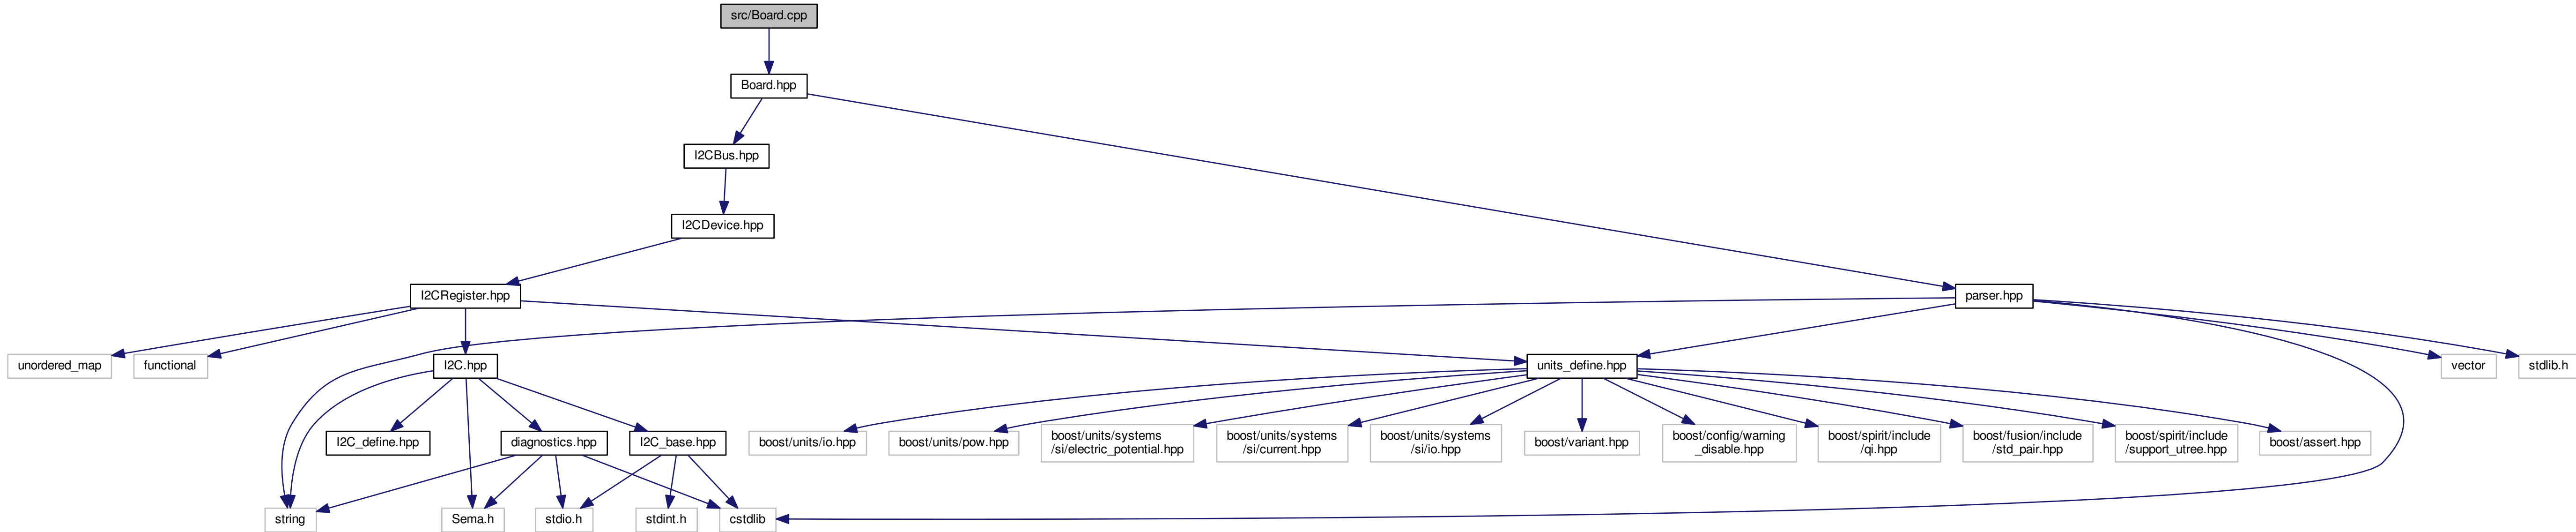 src/Board.cpp
Board.hpp
I2CBus.hpp
I2CDevice.hpp
I2CRegister.hpp
parser.hpp
unordered_map
functional
I2C.hpp
units_define.hpp
vector
stdlib.h
I2C_define.hpp
diagnostics.hpp
I2C_base.hpp
boost/units/io.hpp
boost/units/pow.hpp
boost/units/systems
/si/electric_potential.hpp
boost/units/systems
/si/current.hpp
boost/units/systems
/si/io.hpp
boost/variant.hpp
boost/config/warning
_disable.hpp
boost/spirit/include
/qi.hpp
boost/fusion/include
/std_pair.hpp
boost/spirit/include
/support_utree.hpp
boost/assert.hpp
string
Sema.h
stdio.h
stdint.h
cstdlib